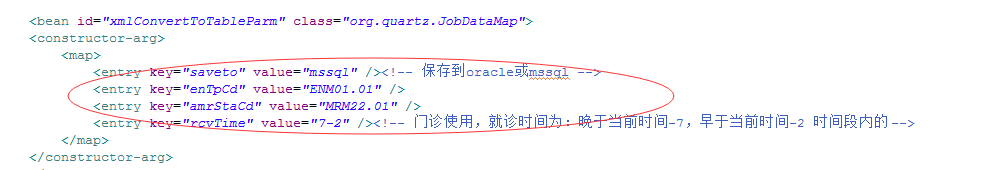 <bean id="xmlConvertToTableParm" class="org.quartz.JobDataMap">
<constructor-arg>
<map>
<entry key="saveto" value="mssql" /><!-- 保存到oracle或mssql -->
<entry key="enTpCd" value="ENM01.01" />
<entry key="amrStaCd" value="MRM22.01" />
<entry key="rcvTime" value="7-2" /><!-- 门诊使用，就诊时间为：晚于当前时间-7，早于当前时间-2 时间段内的 -->
</map>
</constructor-arg>